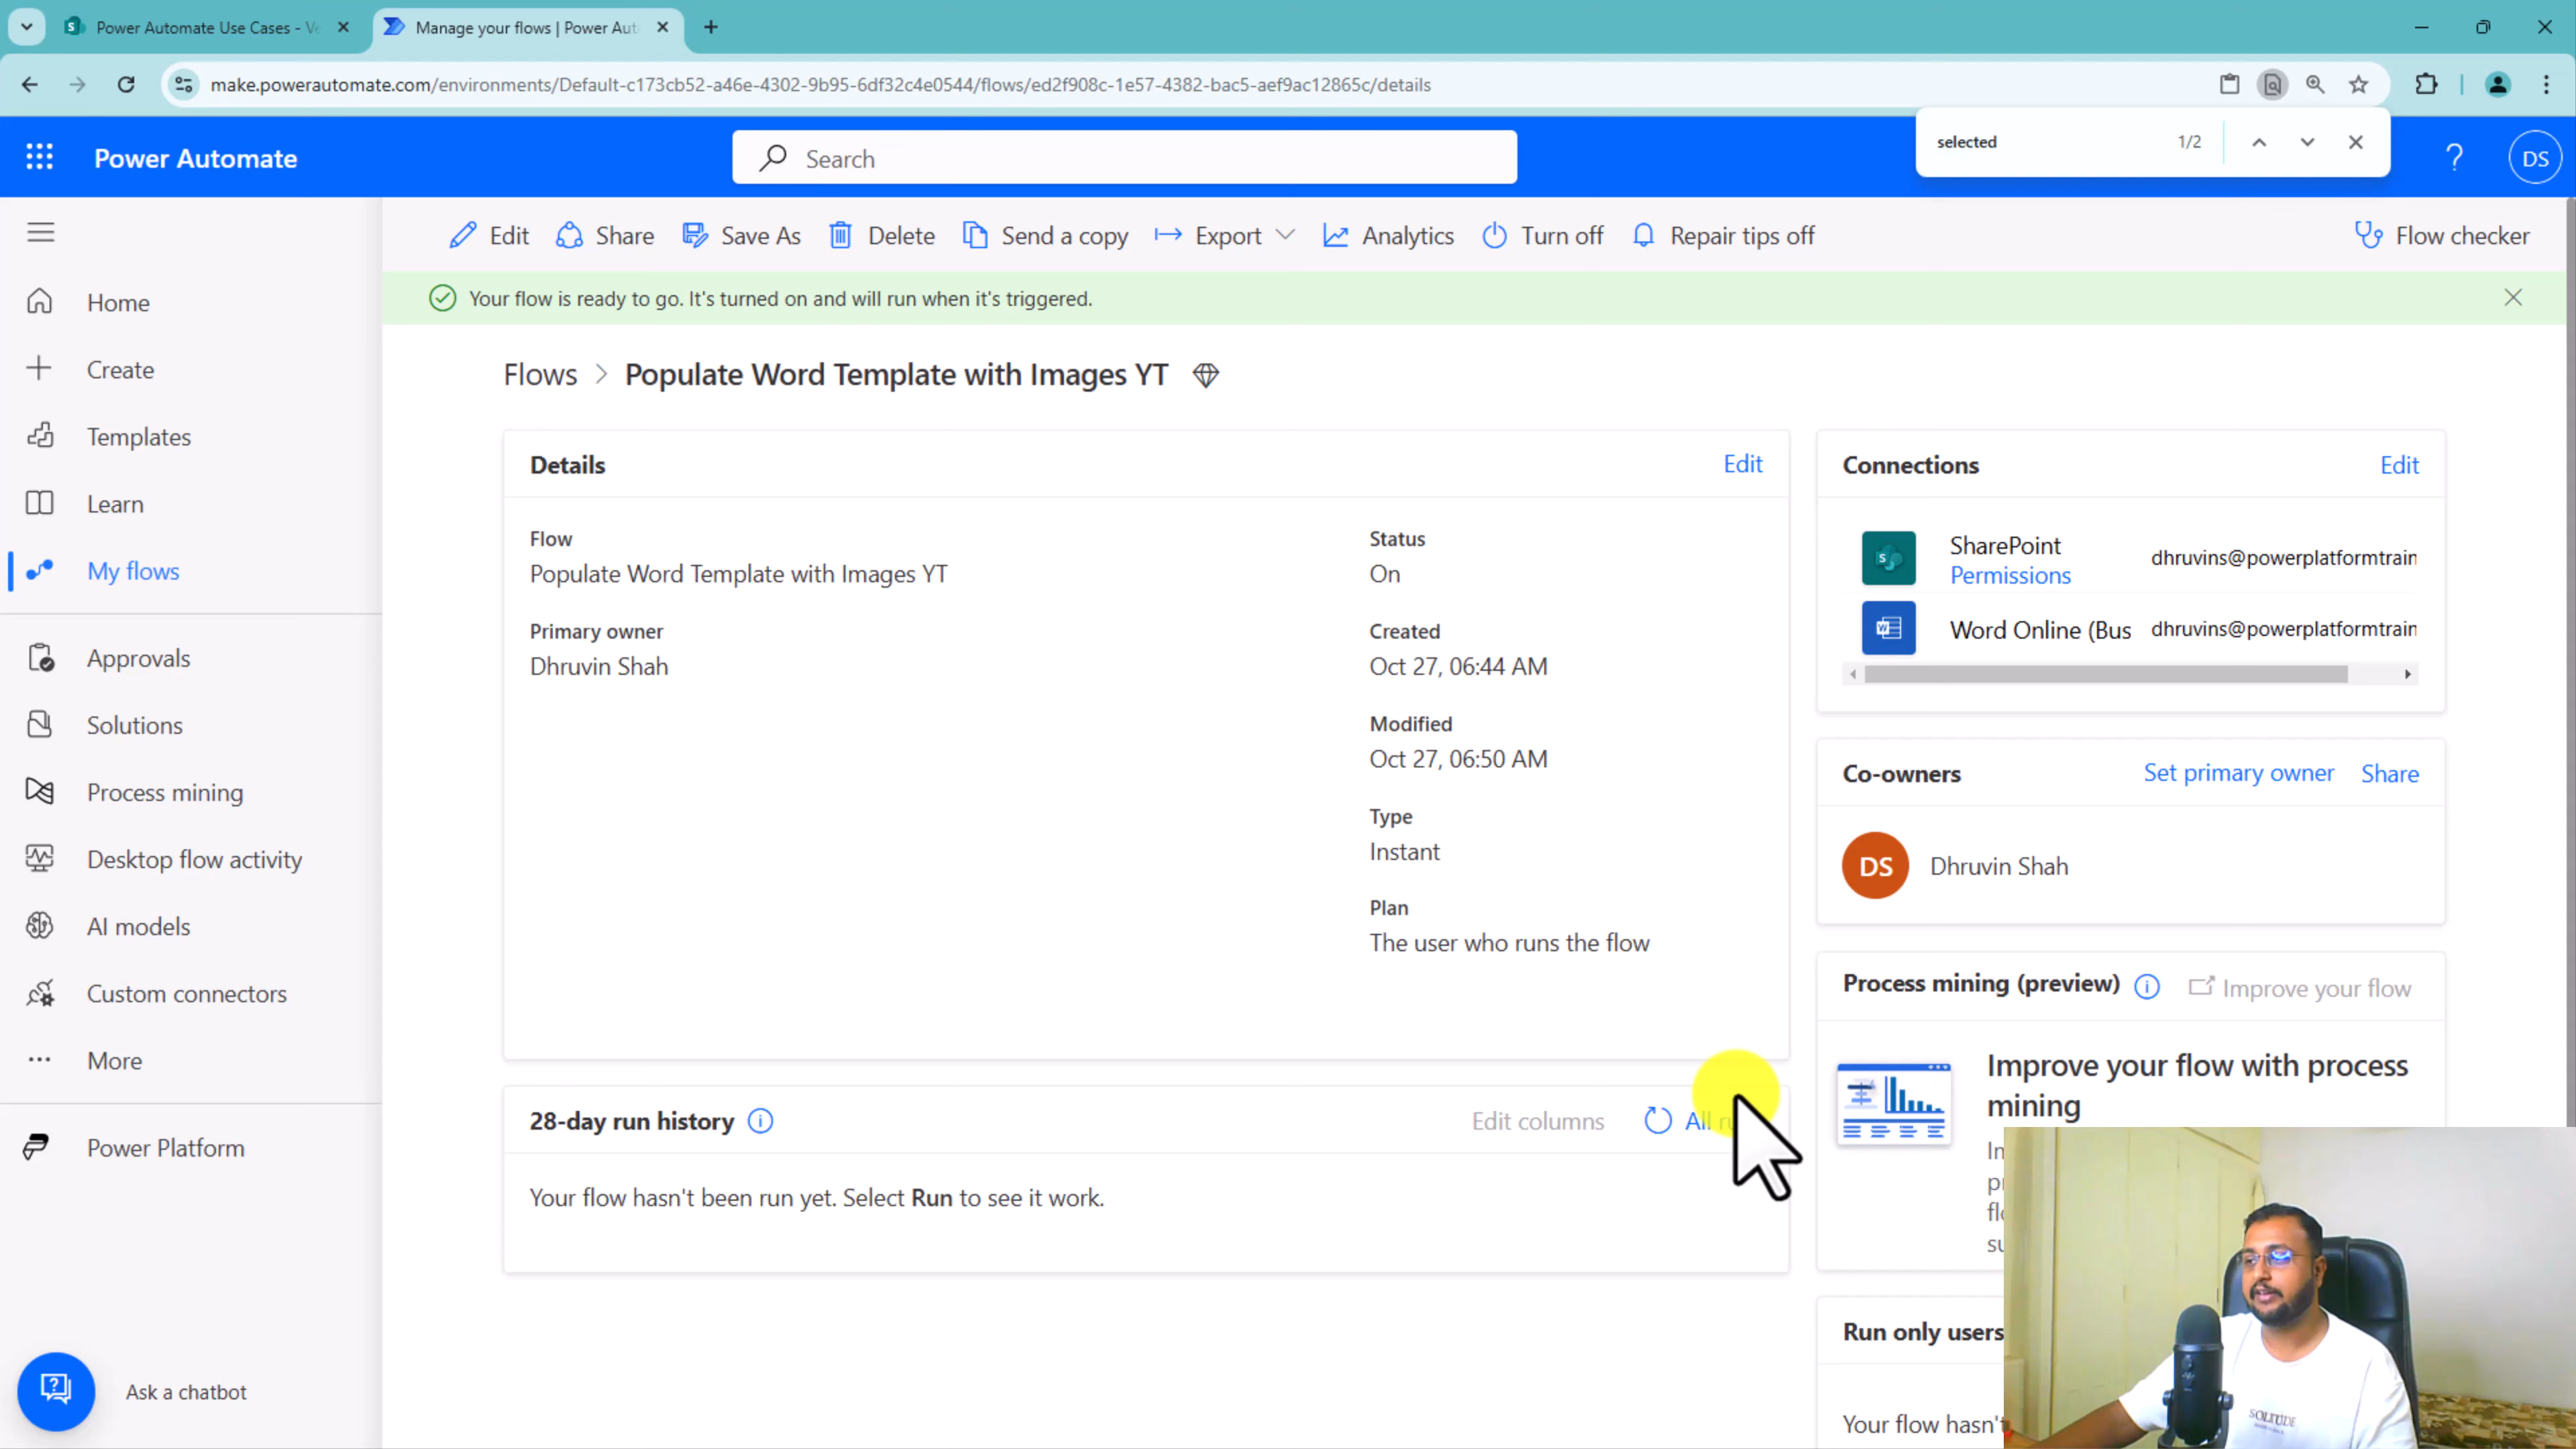 Power Automate Use Cases - Ve
Manage your flows | Power Aut
make.powerautomate.com/environments/Default-c173cb52-a46e-4302-9b95-6df32c4e0544/flows/ed2f908c-1e57-4382-bac5-aef9ac12865c/details
selected 1/2
Power Automate
Search
DS
Edit
Share
Save As
Delete
Send a copy
Export
Analytics
Turn off
Repair tips off
Flow checker
Your flow is ready to go. It's turned on and will run when it's triggered.
Home
Create
Templates
Learn
My flows
Approvals
Solutions
Process mining
Desktop flow activity
AI models
Custom connectors
More
Power Platform
Ask a chatbot
Flows > Populate Word Template with Images YT
Details
Edit
Flow
Populate Word Template with Images YT
Primary owner
Dhruvin Shah
Status
On
Created
Oct 27, 06:44 AM
Modified
Oct 27, 06:50 AM
Type
Instant
Plan
The user who runs the flow
28-day run history
Edit columns
All
Your flow hasn't been run yet. Select Run to see it work.
Connections
Edit
SharePoint
Permissions
dhruvins@powerplatformtrain
Word Online (Bus
dhruvins@powerplatformtrain
Co-owners
Set primary owner
Share
DS
Dhruvin Shah
Process mining (preview)
Improve your flow
Improve your flow with process
mining
Run only users
Your flow hasn't